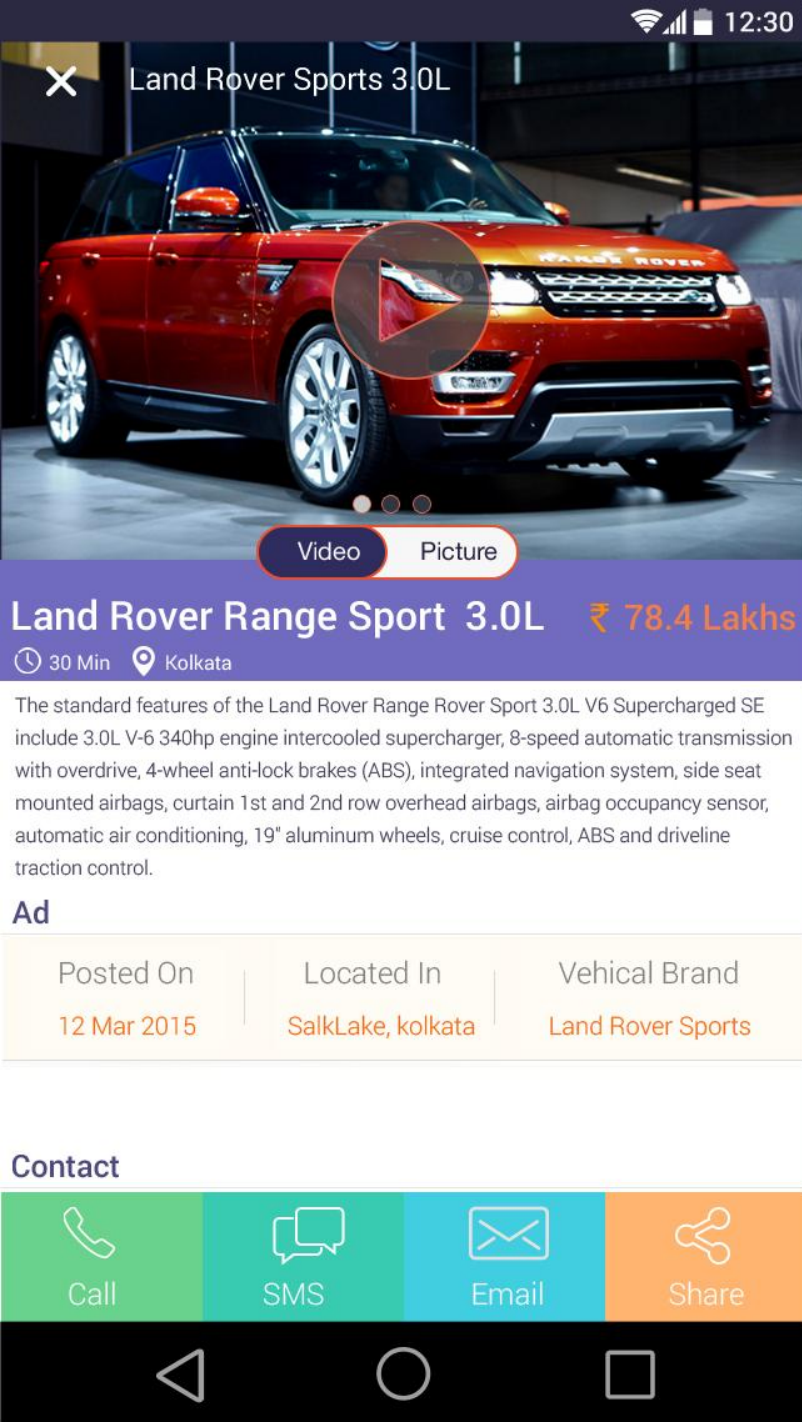 12:30
Land Rover Sports 3.0L
RANGE ROVER
Video Picture
Land Rover Range Sport 3.0L ₹ 78.4 Lakhs
30 Min Kolkata
The standard features of the Land Rover Range Rover Sport 3.0L V6 Supercharged SE
include 3.0L V-6 340hp engine intercooled supercharger, 8-speed automatic transmission
with overdrive, 4-wheel anti-lock brakes (ABS), integrated navigation system, side seat
mounted airbags, curtain 1st and 2nd row overhead airbags, airbag occupancy sensor,
automatic air conditioning, 19" aluminum wheels, cruise control, ABS and driveline
traction control.
Ad
Posted On Located In Vehical Brand
12 Mar 2015 SalkLake, kolkata Land Rover Sports
Contact
Call SMS Email Share